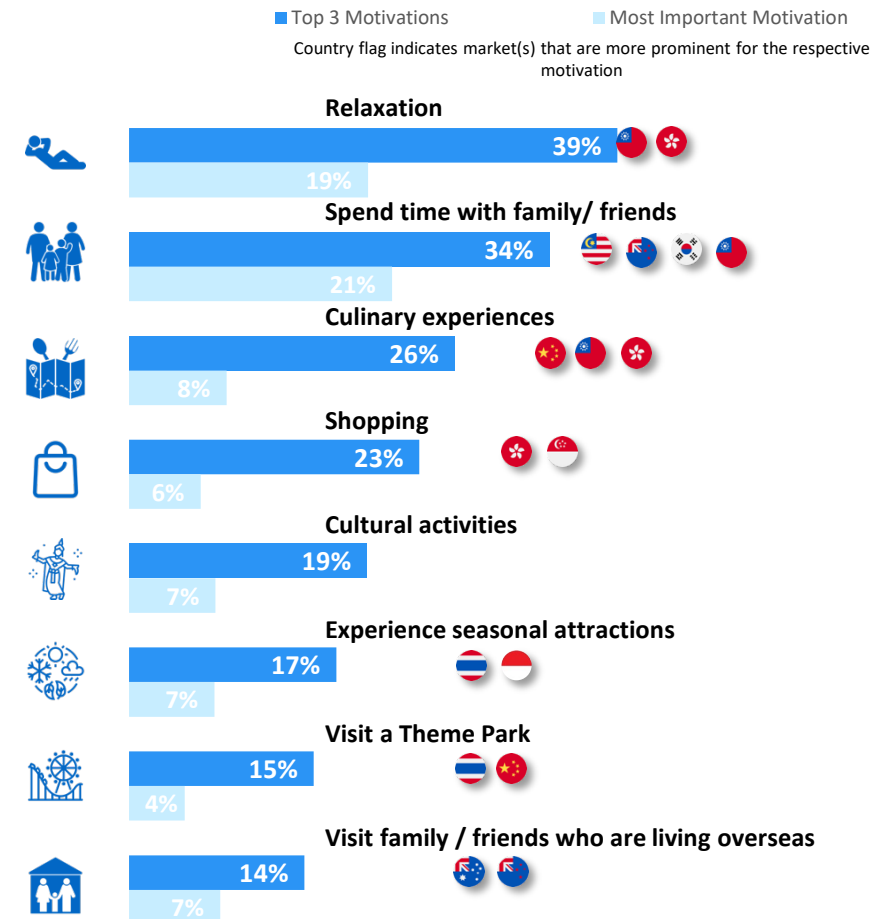 Top 3 Motivations Most Important Motivation
Country flag indicates market(s) that are more prominent for the respective
motivation
Relaxation
39%
19%
Spend time with family/ friends
34%
21%
Culinary experiences
26%
8%
Shopping
23%
6%
Cultural activities
19%
7%
Experience seasonal attractions
17%
7%
Visit a Theme Park
15%
4%
Visit family / friends who are living overseas
14%
7%